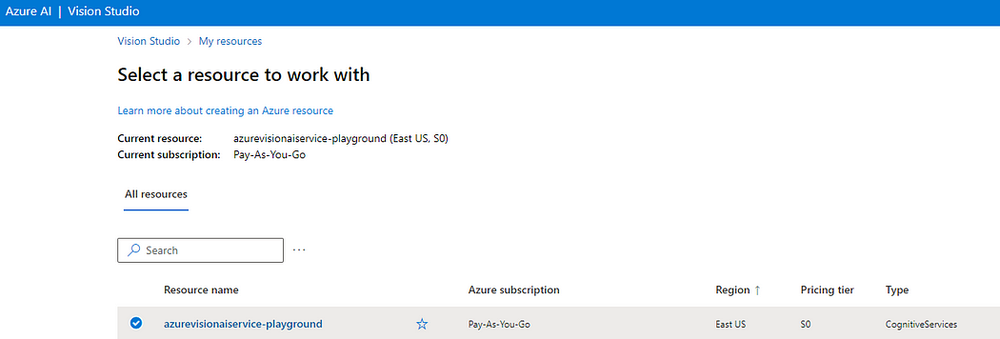 Azure AI | Vision Studio
Vision Studio > My resources
Select a resource to work with
Learn more about creating an Azure resource
Current resource: azurevisionaiservice-playground (East US, S0)
Current subscription: Pay-As-You-Go
All resources
Search ...
Resource name Azure subscription Region ↑ Pricing tier Type
azurevisionaiservice-playground Pay-As-You-Go East US S0 CognitiveServices